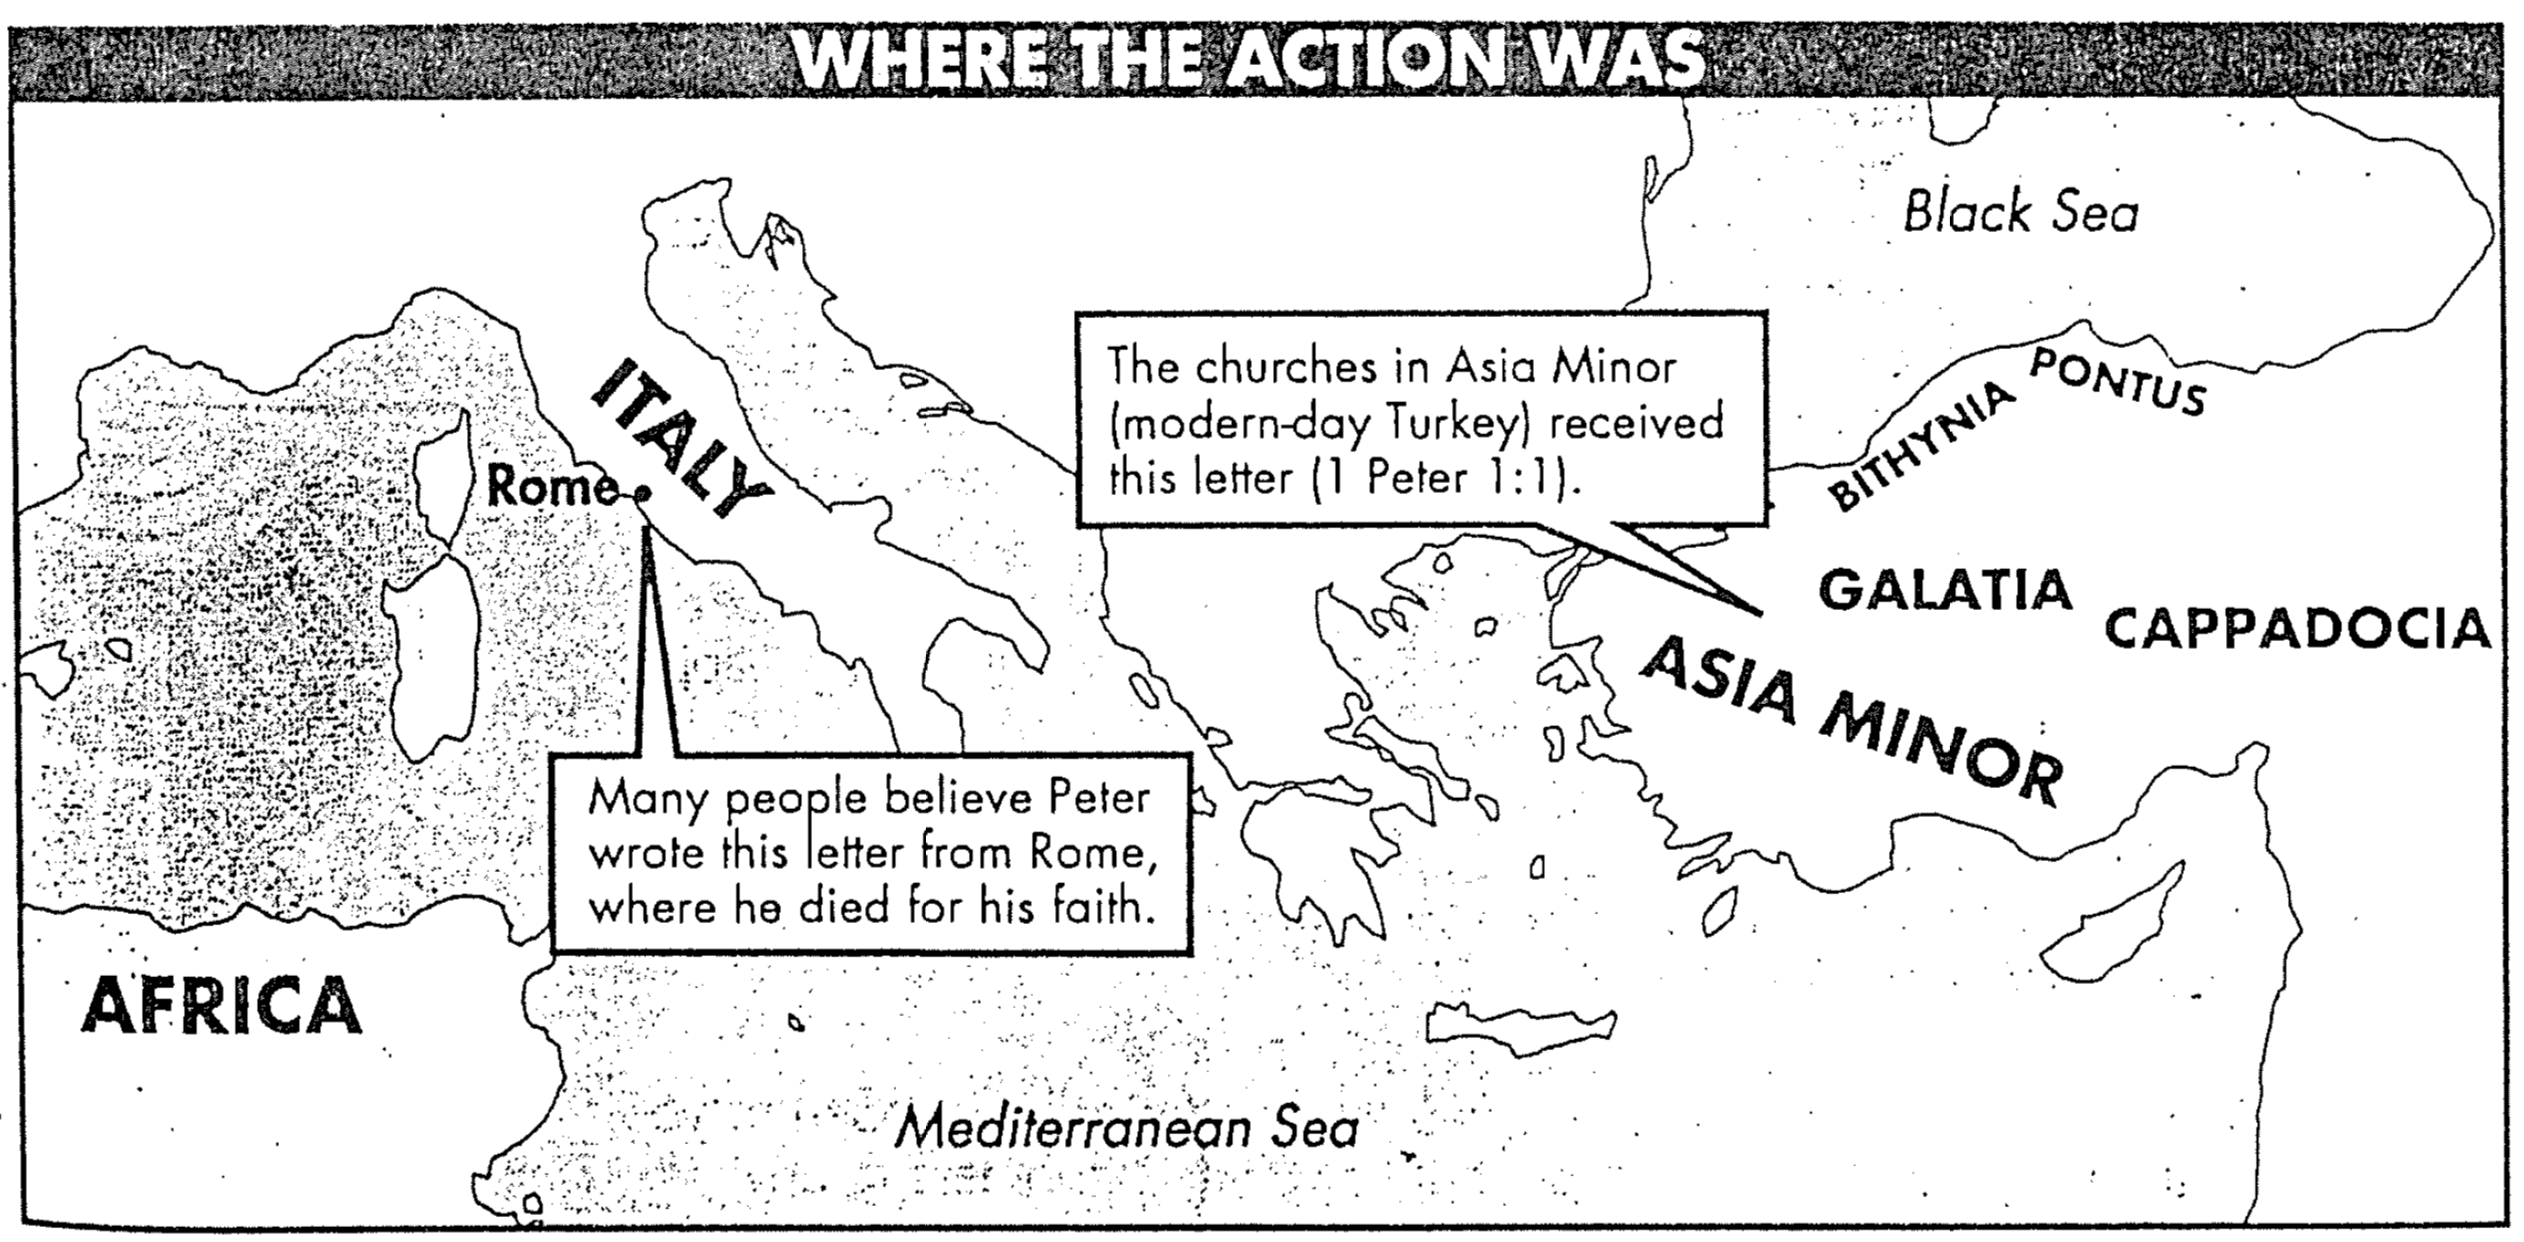 WHERE THE ACTION WAS
Black Sea
The churches in Asia Minor
(modern-day Turkey) received
this letter (1 Peter 1:1).
PONTUS
BITHYNIA
ITALY
Rome
GALATIA
CAPPADOCIA
ASIA MINOR
Many people believe Peter
wrote this letter from Rome,
where he died for his faith.
AFRICA
Mediterranean Sea